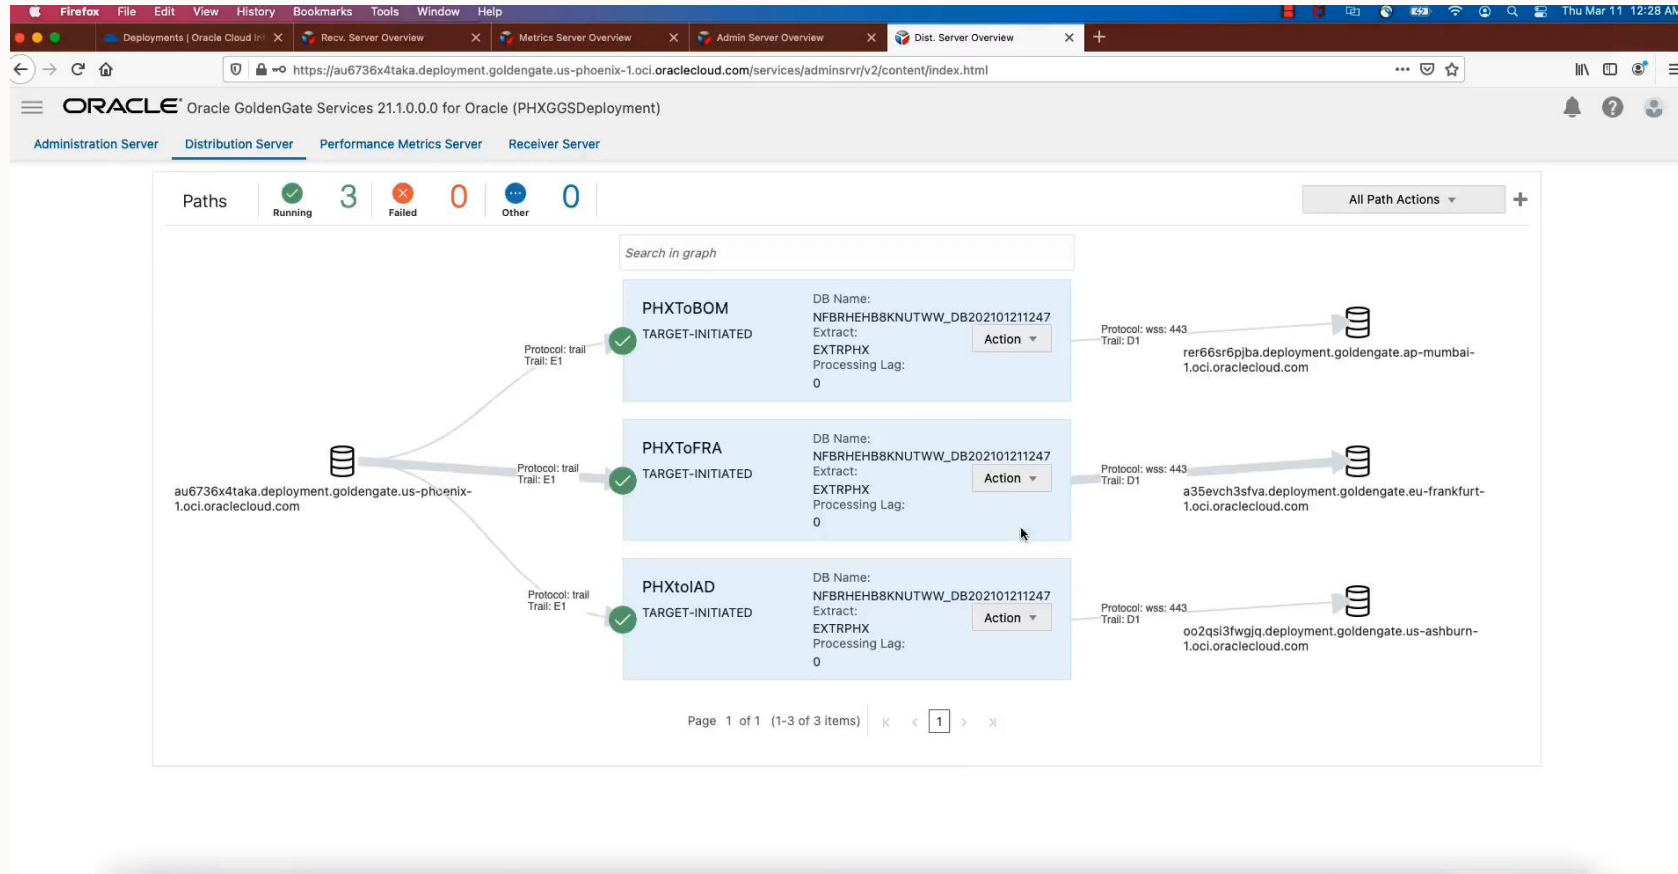 Firefox File Edit View History Bookmarks Tools Window Help Thu Mar 11 12:28 AM
Deployments | Oracle Cloud In Recv. Server Overview Metrics Server Overview Admin Server Overview Dist. Server Overview
https://au6736x4taka.deployment.goldengate.us-phoenix-1.oci.oraclecloud.com/services/adminsrvr/v2/content/index.html
ORACLE Oracle GoldenGate Services 21.1.0.0.0 for Oracle (PHXGGSDeployment)
Administration Server Distribution Server Performance Metrics Server Receiver Server
Paths Running 3 Failed 0 Other 0 All Path Actions
Search in graph
au6736x4taka.deployment.goldengate.us-phoenix-
1.oci.oraclecloud.com
Protocol: trail
Trail: E1
PHXToBOM
TARGET-INITIATED
DB Name:
NFBRHEHB8KNUTWW_DB202101211247
Extract:
EXTRPHX
Processing Lag:
0
Action
Protocol: wss: 443
Trail: D1
rer66sr6pjba.deployment.goldengate.ap-mumbai-
1.oci.oraclecloud.com
Protocol: trail
Trail: E1
PHXToFRA
TARGET-INITIATED
DB Name:
NFBRHEHB8KNUTWW_DB202101211247
Extract:
EXTRPHX
Processing Lag:
0
Action
Protocol: wss: 443
Trail: D1
a35evch3sfva.deployment.goldengate.eu-frankfurt-
1.oci.oraclecloud.com
Protocol: trail
Trail: E1
PHXtoIAD
TARGET-INITIATED
DB Name:
NFBRHEHB8KNUTWW_DB202101211247
Extract:
EXTRPHX
Processing Lag:
0
Action
Protocol: wss: 443
Trail: D1
oo2qsi3fwgjq.deployment.goldengate.us-ashburn-
1.oci.oraclecloud.com
Page 1 of 1 (1-3 of 3 items) 1